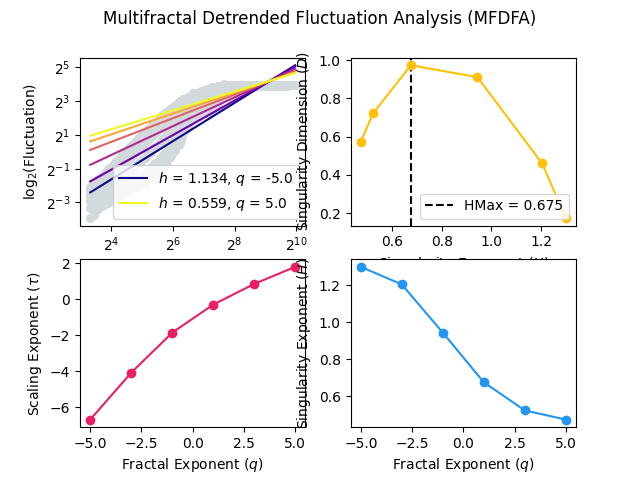 Multifractal Detrended Fluctuation Analysis (MFDFA)
log₂(Fluctuation)
2⁵
2³
2¹
2⁻¹
2⁻³
h = 1.134, q = -5.0
h = 0.559, q = 5.0
2⁴ 2⁶ 2⁸ 2¹⁰
Singularity Dimension (D)
1.0
0.8
0.6
0.4
0.2
HMax = 0.675
0.6 0.8 1.0 1.2
Scaling Exponent (τ)
2
0
−2
−4
−6
−5.0 −2.5 0.0 2.5 5.0
Fractal Exponent (q)
Singularity Exponent (H)
1.2
1.0
0.8
0.6
−5.0 −2.5 0.0 2.5 5.0
Fractal Exponent (q)